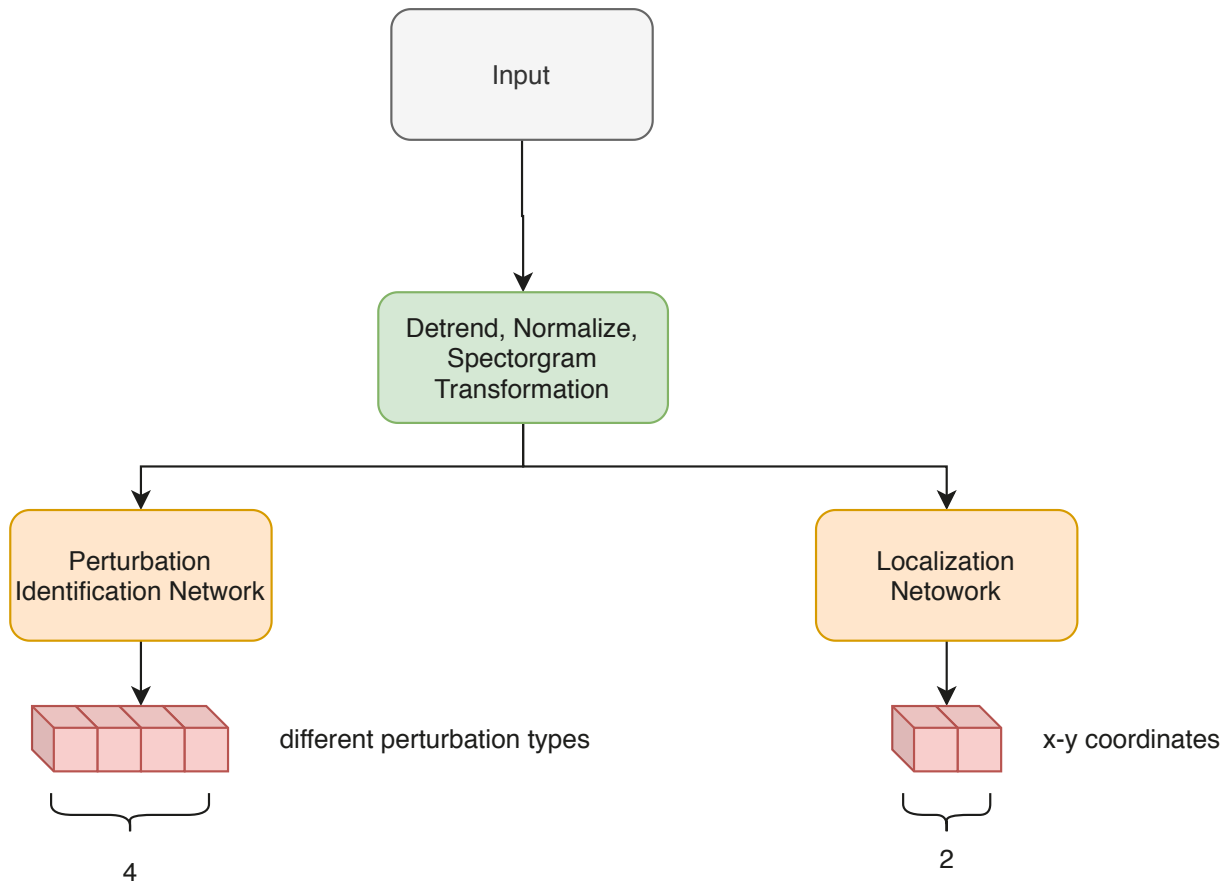 Input
Detrend, Normalize,
Spectorgram
Transformation
Perturbation
Identification Network
Localization
Netowork
different perturbation types
x-y coordinates
4
2